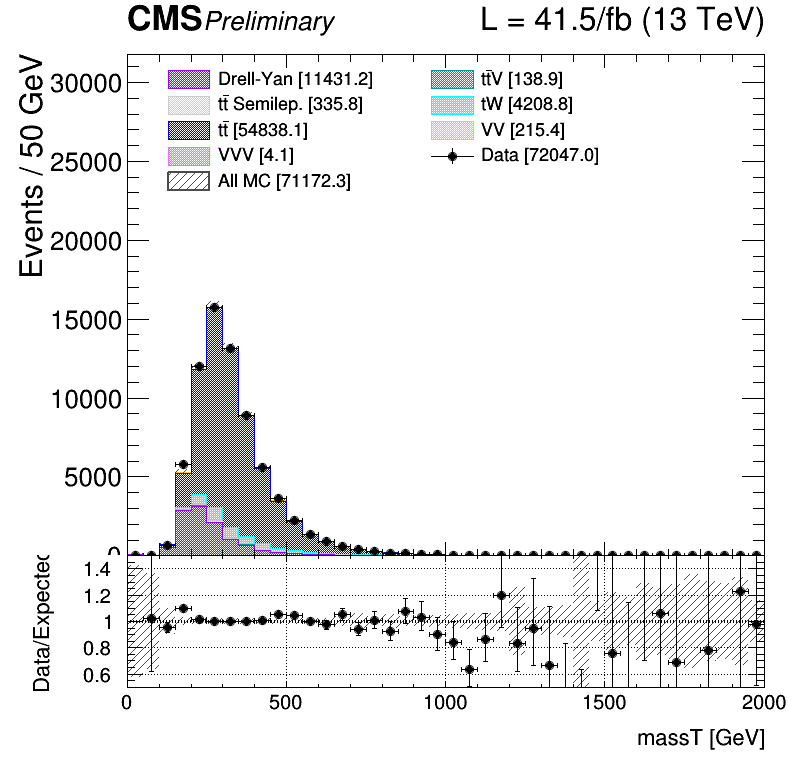 CMS Preliminary L = 41.5/fb (13 TeV)
Events / 50 GeV
30000
25000
20000
15000
10000
5000
0
Drell-Yan [11431.2]
tt̄ Semilep. [335.8]
tt̄ [54838.1]
VVV [4.1]
All MC [71172.3]
tt̄V [138.9]
tW [4208.8]
VV [215.4]
Data [72047.0]
Data/Expected
1.4
1.2
1
0.8
0.6
0 500 1000 1500 2000
massT [GeV]